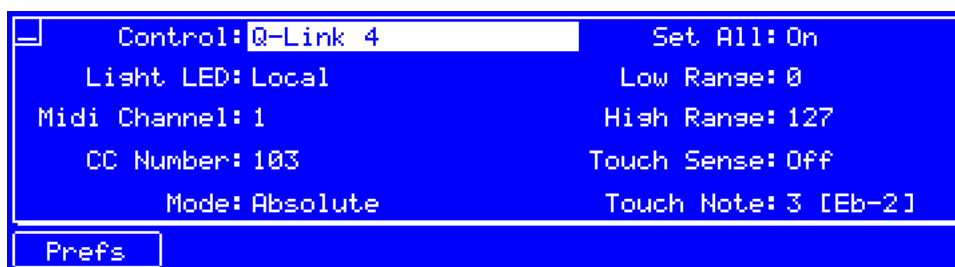 Control: Q-Link 4 Set All: On
Light LED: Local Low Range: 0
Midi Channel: 1 High Range: 127
CC Number: 103 Touch Sense: Off
Mode: Absolute Touch Note: 3 [Eb-2]
Prefs